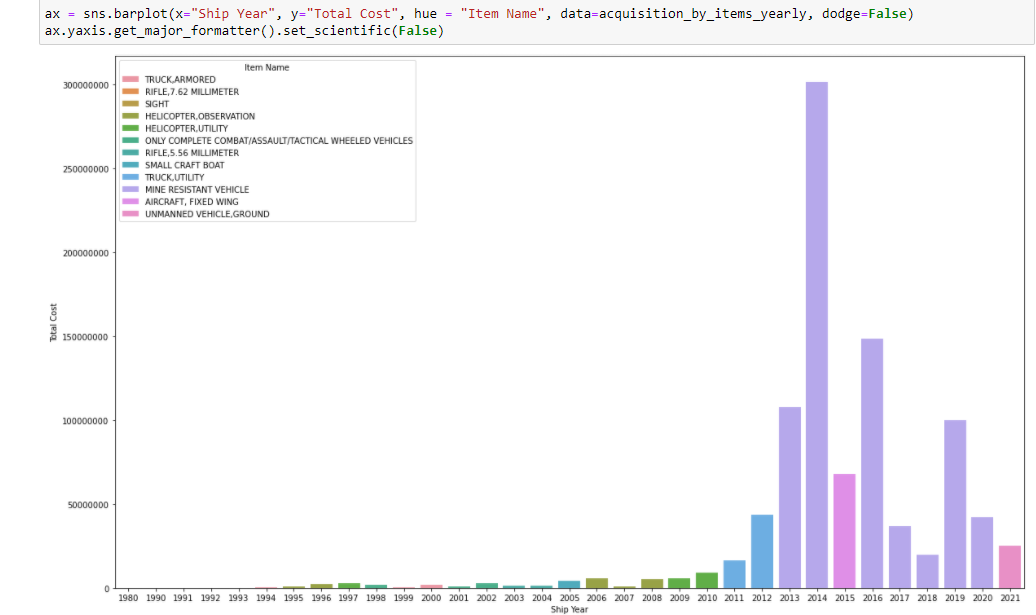 ax = sns.barplot(x="Ship Year", y="Total Cost", hue = "Item Name", data=acquisition_by_items_yearly, dodge=False)
ax.yaxis.get_major_formatter().set_scientific(False)
Item Name
TRUCK,ARMORED
RIFLE,7.62 MILLIMETER
SIGHT
HELICOPTER,OBSERVATION
HELICOPTER,UTILITY
ONLY COMPLETE COMBAT/ASSAULT/TACTICAL WHEELED VEHICLES
RIFLE,5.56 MILLIMETER
SMALL CRAFT BOAT
TRUCK,UTILITY
MINE RESISTANT VEHICLE
AIRCRAFT, FIXED WING
UNMANNED VEHICLE,GROUND
300000000
250000000
200000000
150000000
100000000
50000000
0
Total Cost
1980 1990 1991 1992 1993 1994 1995 1996 1997 1998 1999 2000 2001 2002 2003 2004 2005 2006 2007 2008 2009 2010 2011 2012 2013 2014 2015 2016 2017 2018 2019 2020 2021
Ship Year